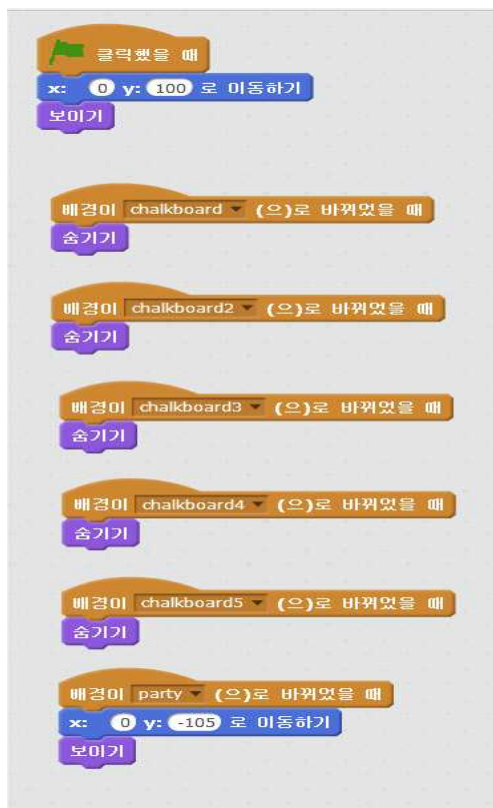 클릭했을 때
x: 0 y: 100 로 이동하기
보이기
배경이 chalkboard (으)로 바뀌었을 때
숨기기
배경이 chalkboard2 (으)로 바뀌었을 때
숨기기
배경이 chalkboard3 (으)로 바뀌었을 때
숨기기
배경이 chalkboard4 (으)로 바뀌었을 때
숨기기
배경이 chalkboard5 (으)로 바뀌었을 때
숨기기
배경이 party (으)로 바뀌었을 때
x: 0 y: -105 로 이동하기
보이기